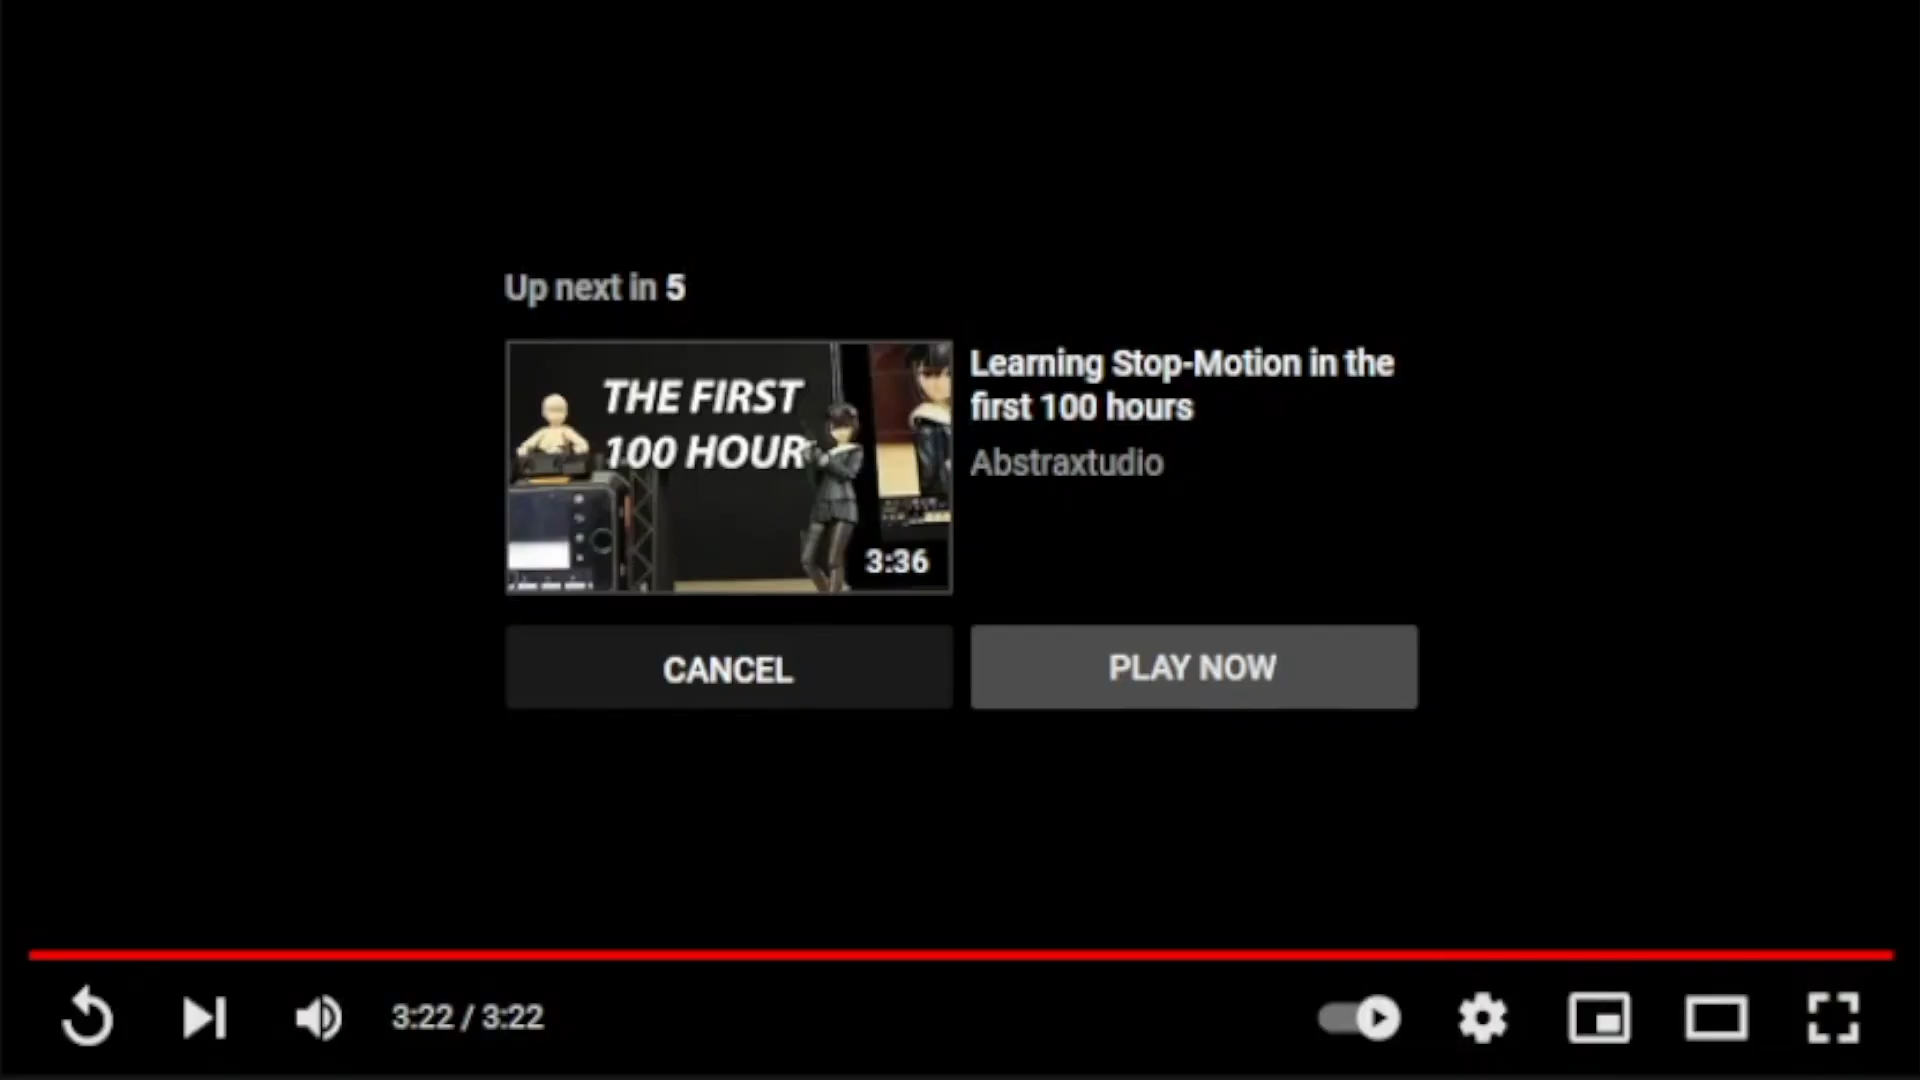 Up next in 5
THE FIRST
100 HOUR
3:36
Learning Stop-Motion in the
first 100 hours
Abstraxtudio
CANCEL
PLAY NOW
3:22 / 3:22